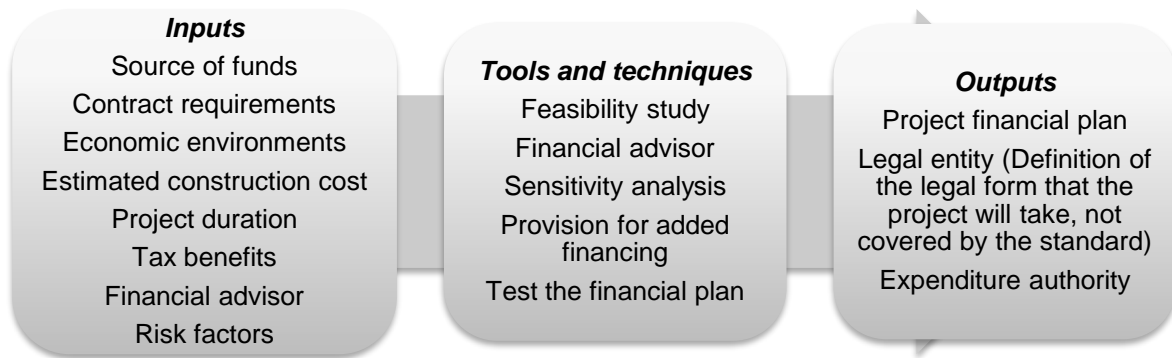 Inputs
Source of funds
Contract requirements
Economic environments
Estimated construction cost
Project duration
Tax benefits
Financial advisor
Risk factors
Tools and techniques
Feasibility study
Financial advisor
Sensitivity analysis
Provision for added
financing
Test the financial plan
Outputs
Project financial plan
Legal entity (Definition of
the legal form that the
project will take, not
covered by the standard)
Expenditure authority